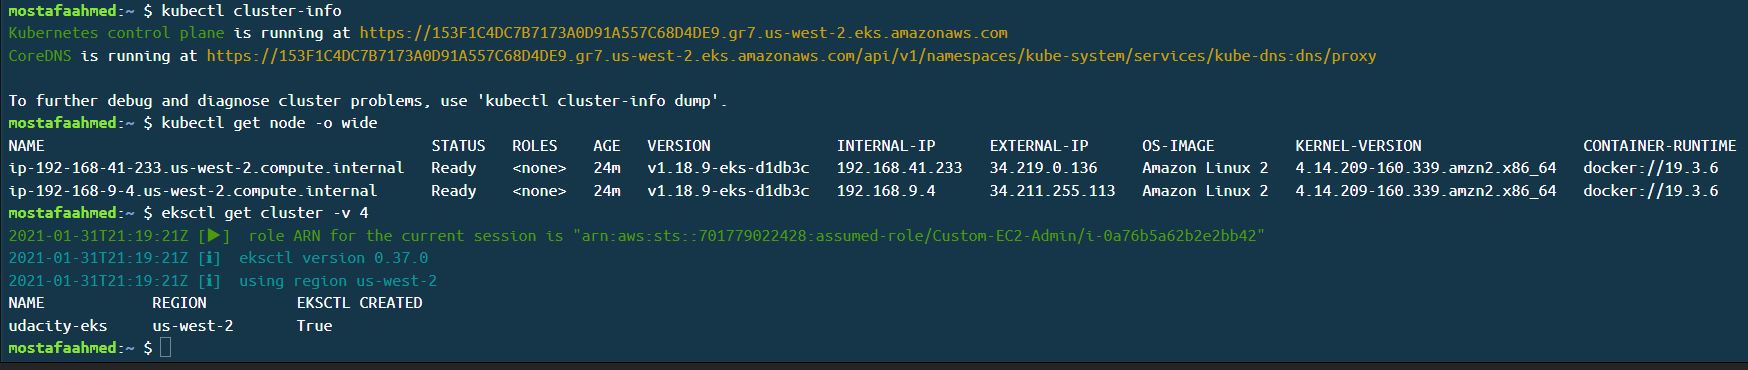 mostafaahmed:~ $ kubectl cluster-info
Kubernetes control plane is running at https://153F1C4DC7B7173A0D91A557C68D4DE9.gr7.us-west-2.eks.amazonaws.com
CoreDNS is running at https://153F1C4DC7B7173A0D91A557C68D4DE9.gr7.us-west-2.eks.amazonaws.com/api/v1/namespaces/kube-system/services/kube-dns:dns/proxy
To further debug and diagnose cluster problems, use 'kubectl cluster-info dump'.
mostafaahmed:~ $ kubectl get node -o wide
NAME STATUS ROLES AGE VERSION INTERNAL-IP EXTERNAL-IP OS-IMAGE KERNEL-VERSION CONTAINER-RUNTIME
ip-192-168-41-233.us-west-2.compute.internal Ready <none> 24m v1.18.9-eks-d1db3c 192.168.41.233 34.219.0.136 Amazon Linux 2 4.14.209-160.339.amzn2.x86_64 docker://19.3.6
ip-192-168-9-4.us-west-2.compute.internal Ready <none> 24m v1.18.9-eks-d1db3c 192.168.9.4 34.211.255.113 Amazon Linux 2 4.14.209-160.339.amzn2.x86_64 docker://19.3.6
mostafaahmed:~ $ eksctl get cluster -v 4
2021-01-31T21:19:21Z [▶] role ARN for the current session is "arn:aws:sts::701779022428:assumed-role/Custom-EC2-Admin/i-0a76b5a62b2e2bb42"
2021-01-31T21:19:21Z [ℹ] eksctl version 0.37.0
2021-01-31T21:19:21Z [ℹ] using region us-west-2
NAME REGION EKSCTL CREATED
udacity-eks us-west-2 True
mostafaahmed:~ $